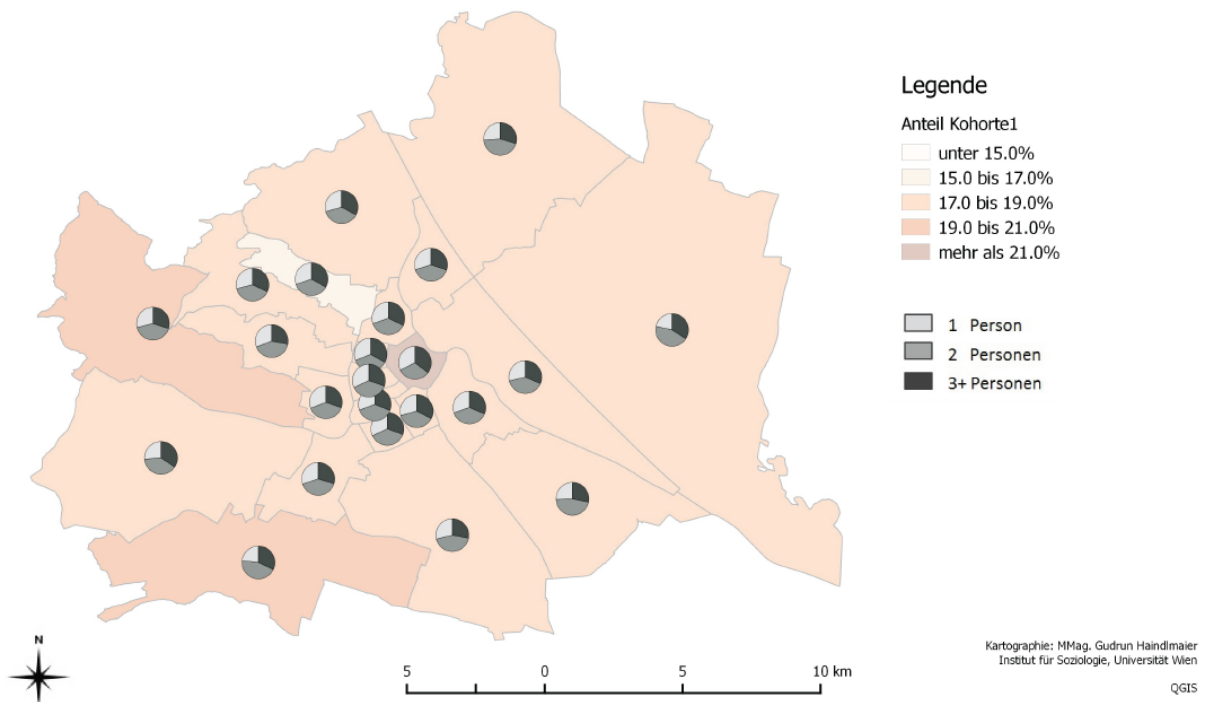 Legende
Anteil Kohorte1
unter 15.0%
15.0 bis 17.0%
17.0 bis 19.0%
19.0 bis 21.0%
mehr als 21.0%
1 Person
2 Personen
3+ Personen
N
5 0 5 10 km
Kartographie: MMag. Gudrun Haindlmaier
Institut für Soziologie, Universität Wien
QGIS